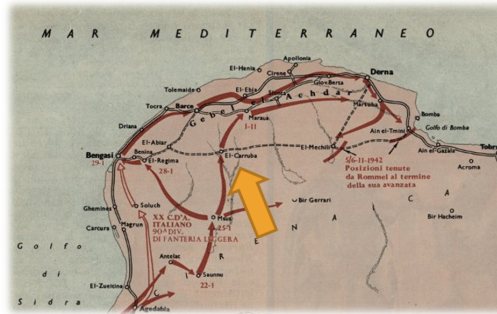 MAR MEDITERRANEO
Apollonia
El-Hania
Cirene
Derna
Tolemaide
El-Ebia
Slonta
Giov. Berta
Gebel el Achdar
Tocra
Barce
Maraua
Martuba
Bomba
Driana
3-11
Ain el-Tmimi
Golfo di Bomba
El-Abiar
El-Mechili
Ain el-Gazala
Tobr
Bengasi
Benina
El-Carruba
29-1
El-Regima
5/6-11-1942
Acroma
28-1
Posizioni tenute
da Rommel al termine
della sua avanzata
Ghemines
Soluch
Bir Gerrari
XX C.D'A.
ITALIANO
Msus
Bir Hacheim
Carcura
Magrun
90ª DIV.
25-1
DI FANTERIA LEGGERA
CIRENAICA
Golfo
Antelat
di
Saunno
El-Zueitina
22-1
Sidra
Agedabia